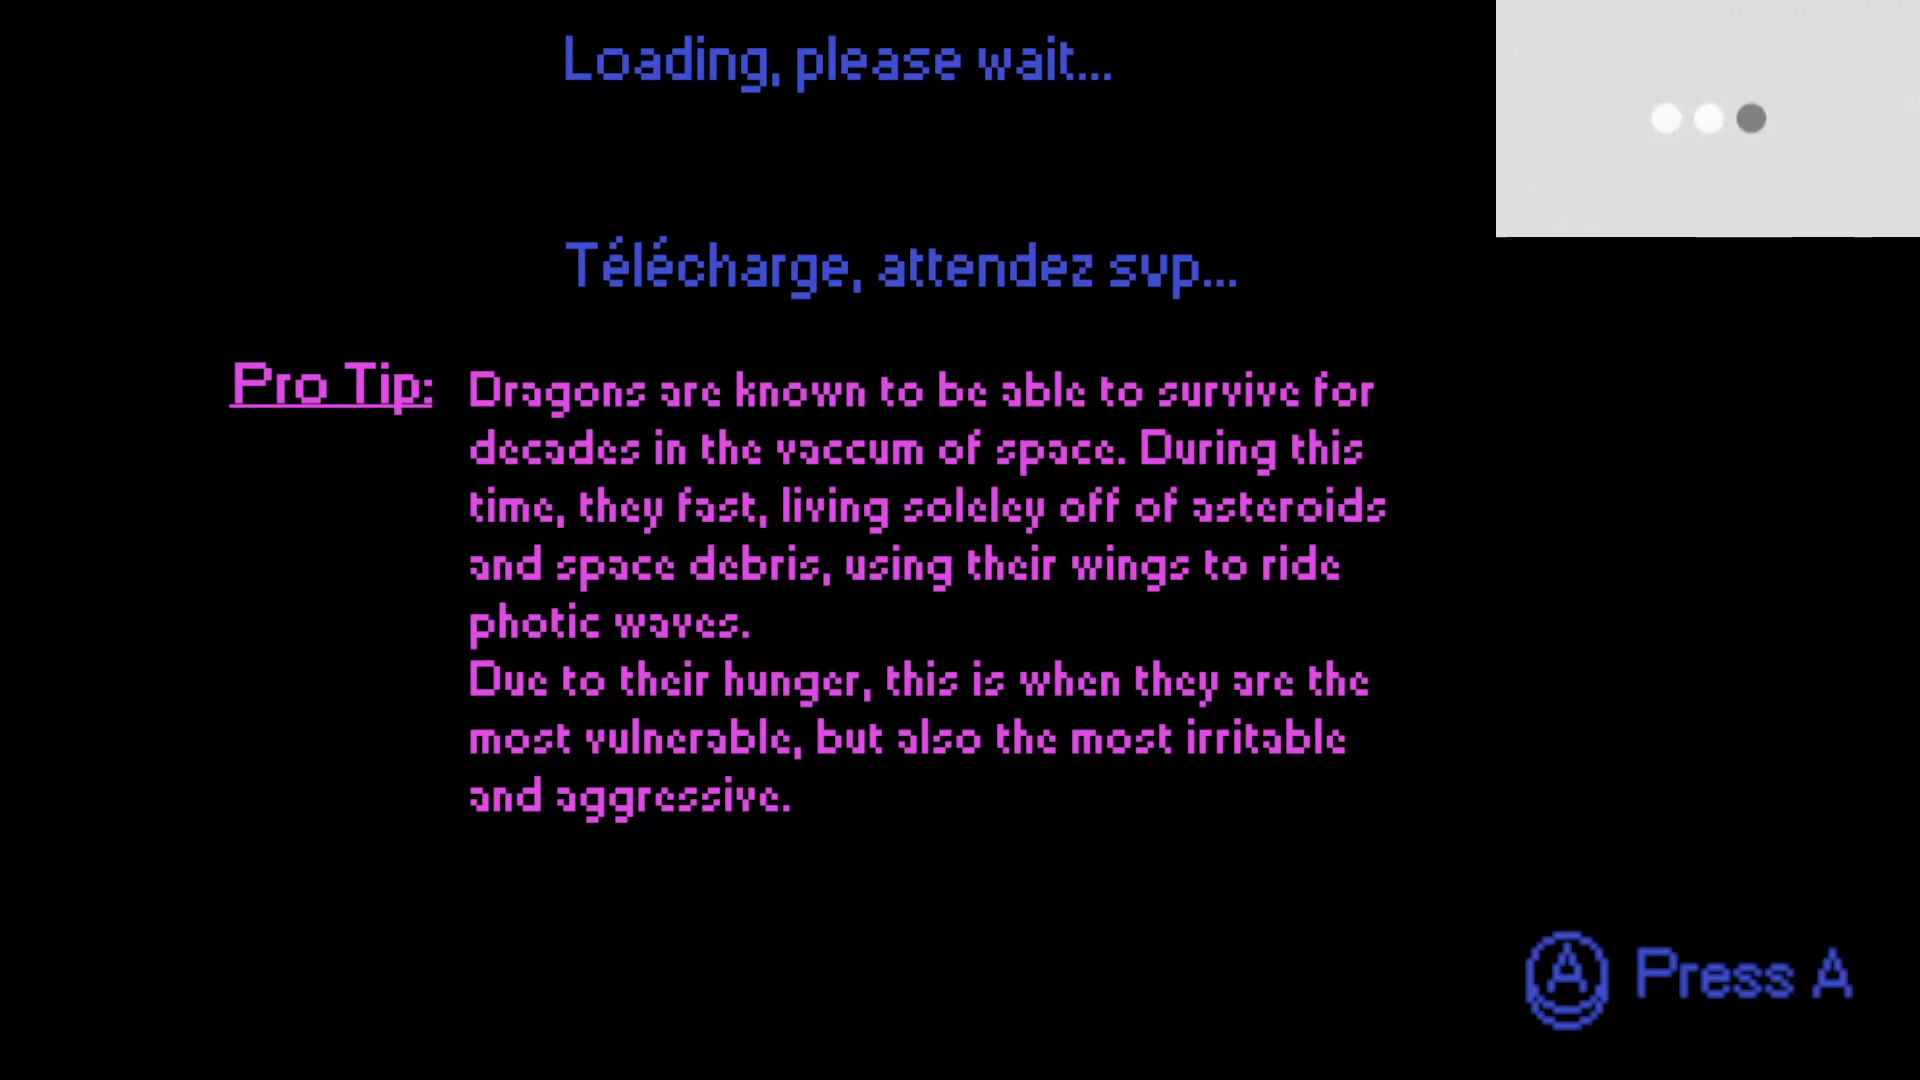 Loading, please wait...
Télécharge, attendez svp...
Pro Tip: Dragons are known to be able to survive for
decades in the vaccum of space. During this
time, they fast, living soleley off of asteroids
and space debris, using their wings to ride
photic waves.
Due to their hunger, this is when they are the
most vulnerable, but also the most irritable
and aggressive.
A Press A